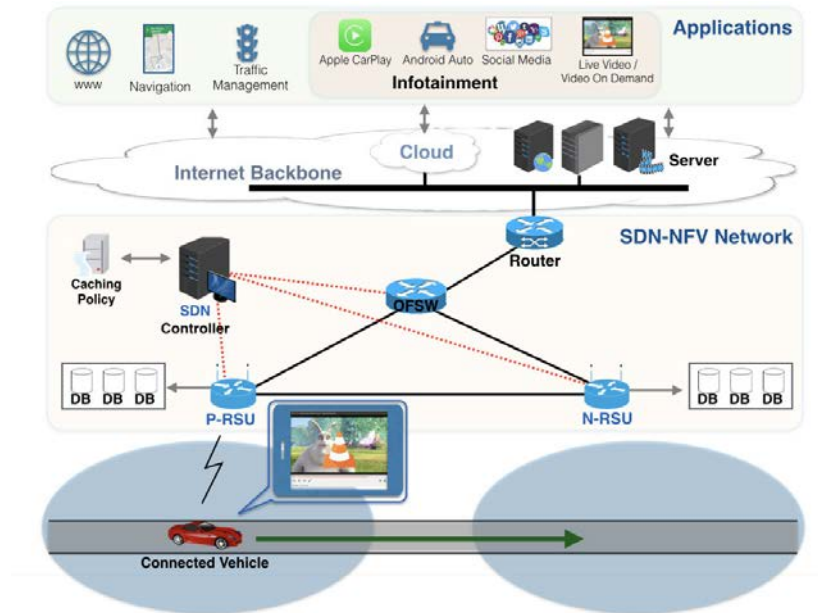 Applications
WWW
Navigation
Traffic
Management
Apple CarPlay
Android Auto
Social Media
Live Video /
Video On Demand
Infotainment
Internet Backbone
Cloud
Server
SDN-NFV Network
Router
Caching
Policy
SDN
Controller
OFSW
DB DB DB
P-RSU
N-RSU
DB DB DB
Connected Vehicle